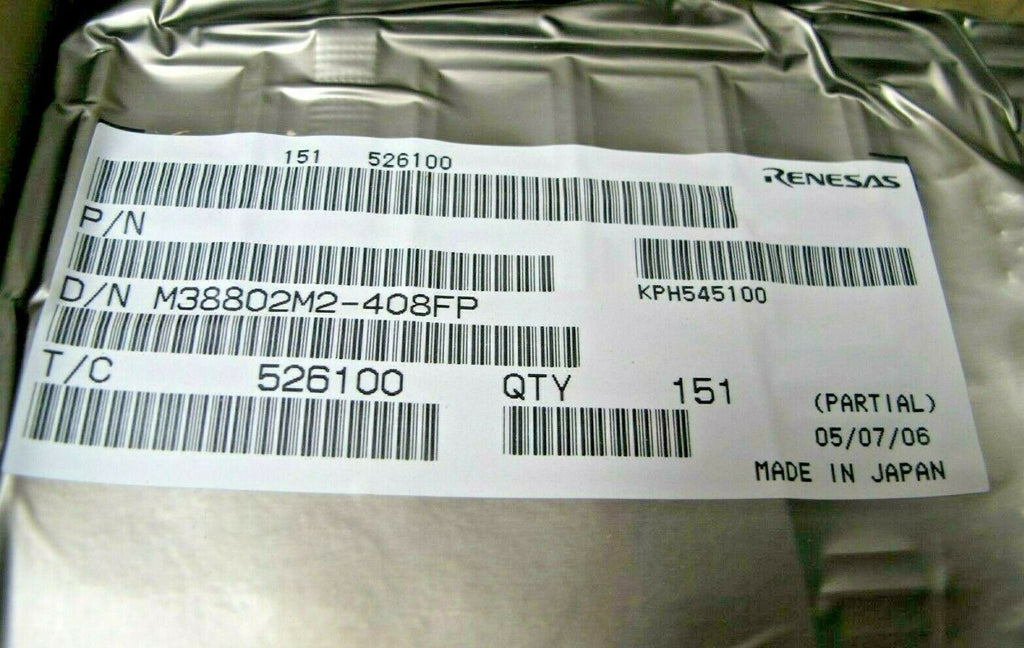 151 526100
RENESAS
P/N
KPH545100
D/N M38802M2-408FP
T/C 526100 QTY 151
(PARTIAL)
05/07/06
MADE IN JAPAN